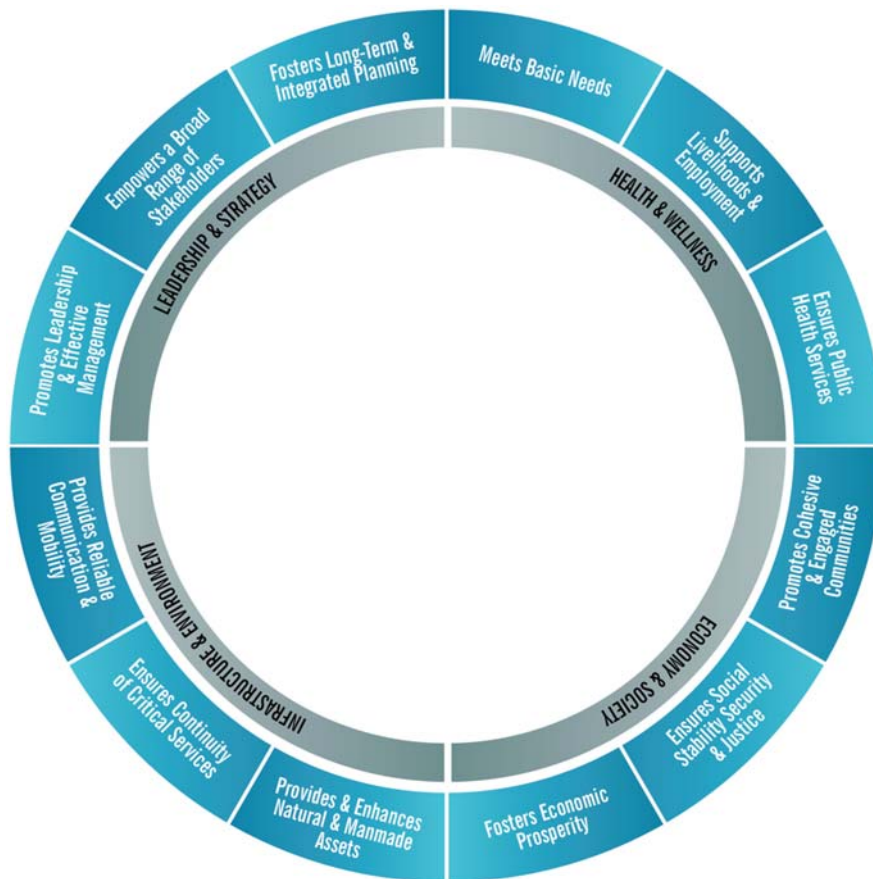 Meets Basic Needs
Supports
Livelihoods &
Employment
Ensures Public
Health Services
Promotes Cohesive
& Engaged
Communities
Ensures Social
Stability Security
& Justice
Fosters Economic
Prosperity
Provides & Enhances
Natural & Manmade
Assets
Ensures Continuity
of Critical Services
Provides Reliable
Communication &
Mobility
Promotes Leadership
& Effective
Management
Empowers a Broad
Range of
Stakeholders
Fosters Long-Term &
Integrated Planning
HEALTH & WELLNESS
ECONOMY & SOCIETY
INFRASTRUCTURE & ENVIRONMENT
LEADERSHIP & STRATEGY